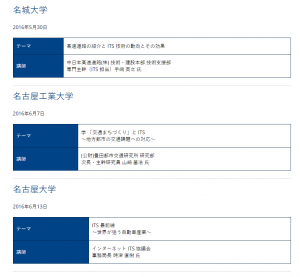 名城大学
2016年5月30日
テーマ
高速道路の紹介と ITS 技術の動向とその効果
講師
中日本高速道路(株) 技術・建設本部 技術支援部
専門主幹（ITS 担当）手嶋 英之 氏
名古屋工業大学
2016年6月7日
テーマ
「交通まちづくり」と ITS
～地方都市の交通課題への対応～
講師
(公財)豊田都市交通研究所 研究部
次長・主幹研究員 山崎 基浩 氏
名古屋大学
2016年6月13日
テーマ
ITS 最前線
～世界が狙う自動車産業～
講師
インターネット ITS 協議会
事務局長 時津 直樹 氏